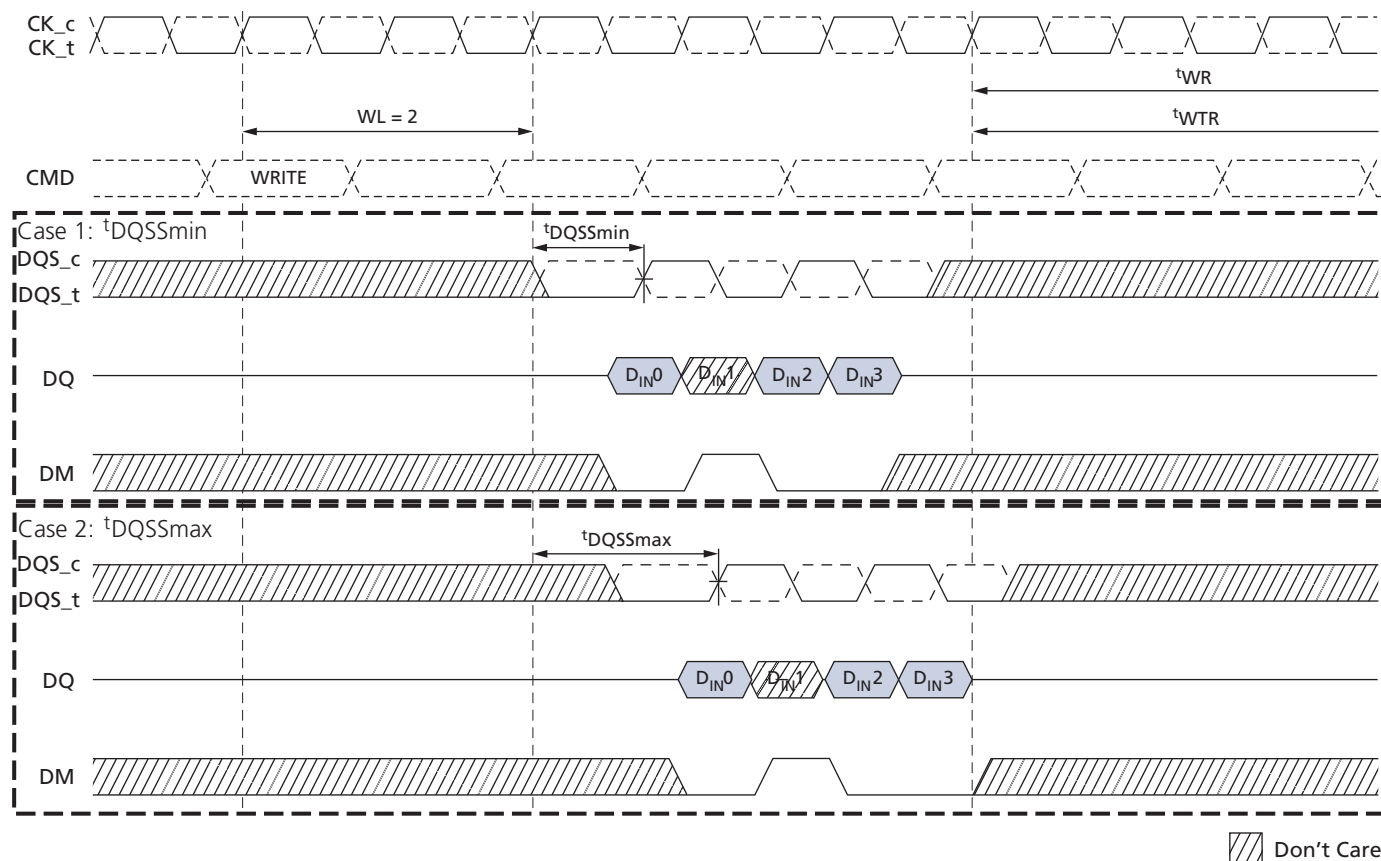 CK_c
CK_t
tWR
WL = 2
tWTR
CMD
WRITE
Case 1: tDQSSmin
tDQSSmin
DQS_c
DQS_t
DQ
DIN0
DIN1
DIN2
DIN3
DM
Case 2: tDQSSmax
tDQSSmax
DQS_c
DQS_t
DQ
DIN0
DIN1
DIN2
DIN3
DM
Don't Care